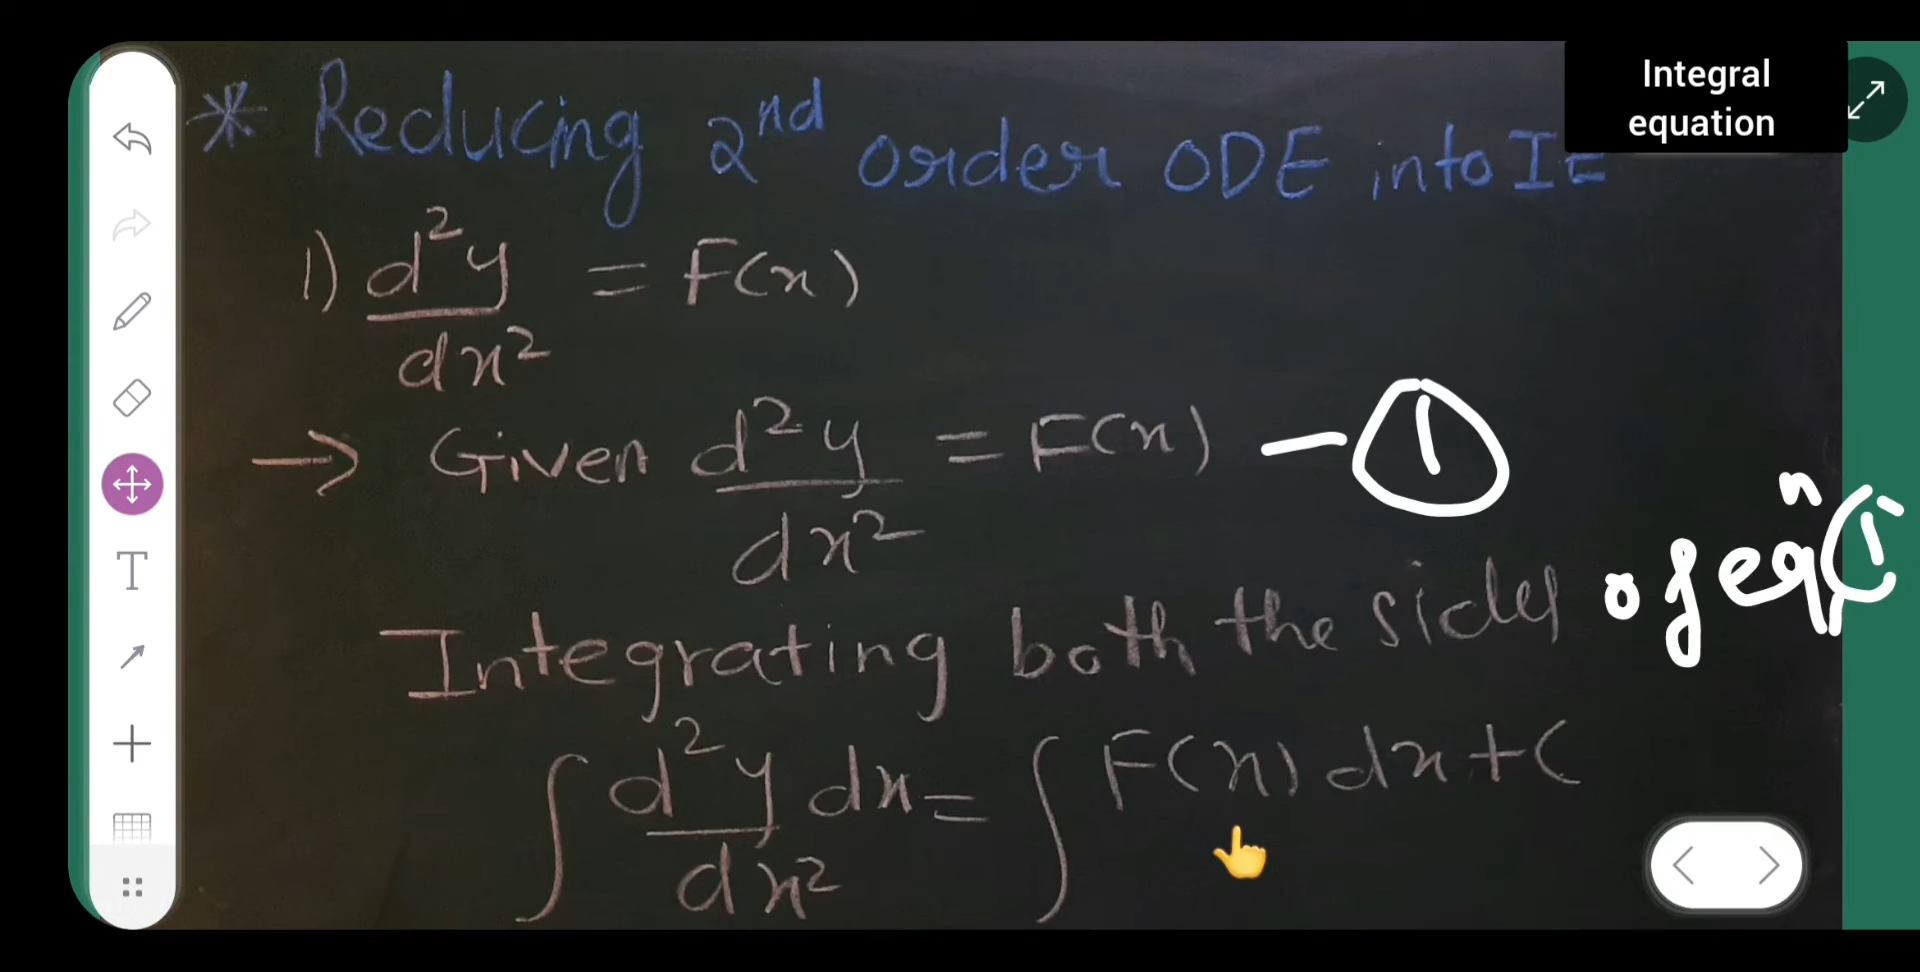 Integral
equation
* Reducing 2nd order ODE into IE
1) d²y/dx² = F(x)
→ Given d²y/dx² = F(x) — ①
Integrating both the sides of eqⁿ ①
∫ d²y/dx² dx = ∫ F(x) dx + C
T